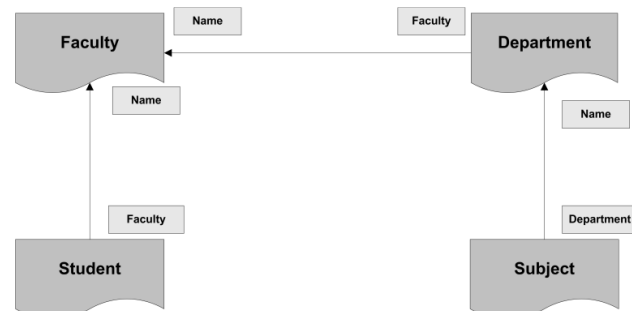 Name
Faculty
Faculty
Department
Name
Name
Faculty
Department
Student
Subject